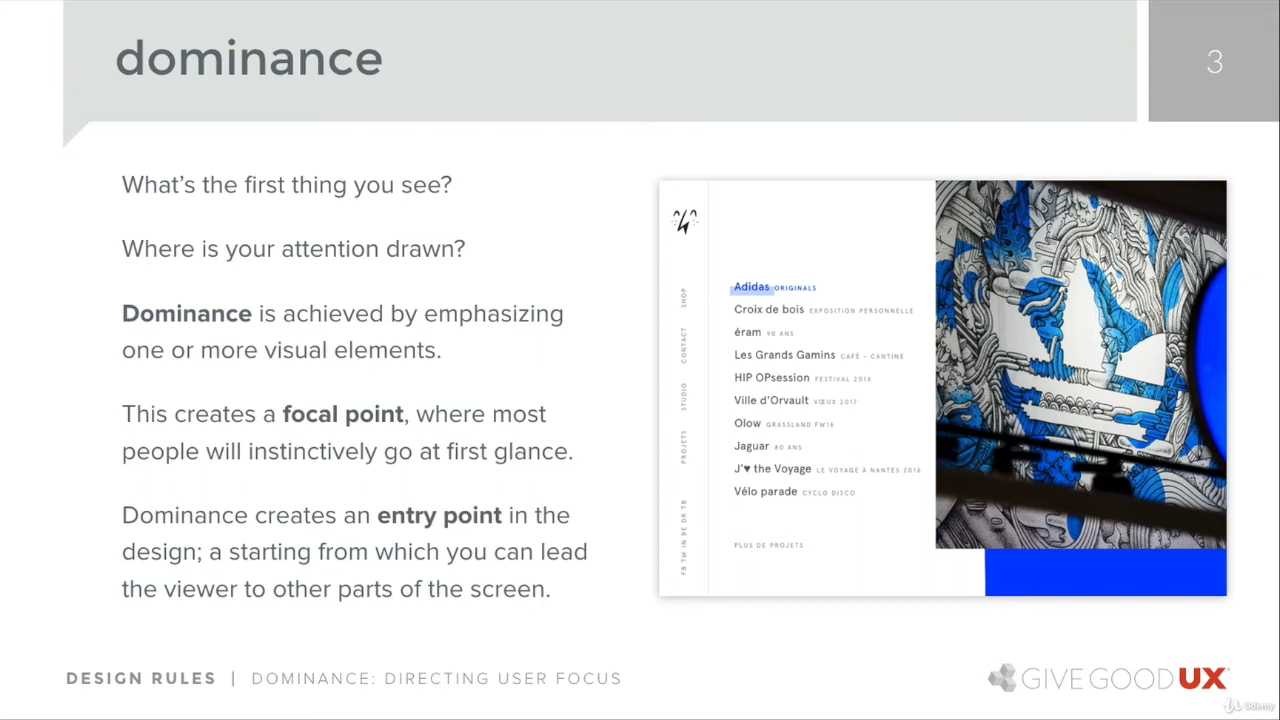 dominance
3
What's the first thing you see?
Where is your attention drawn?
Dominance is achieved by emphasizing
one or more visual elements.
This creates a focal point, where most
people will instinctively go at first glance.
Dominance creates an entry point in the
design; a starting from which you can lead
the viewer to other parts of the screen.
SHOP
CONTACT
STUDIO
PROJETS
FB TW IN BE DR TB
Adidas ORIGINALS
Croix de bois EXPOSITION PERSONNELLE
éram 90 ANS
Les Grands Gamins CAFÉ - CANTINE
HIP OPsession FESTIVAL 2016
Ville d'Orvault VŒUX 2017
Olow GRASSLAND FW16
Jaguar 80 ANS
J'♥ the Voyage LE VOYAGE À NANTES 2016
Vélo parade CYCLO DISCO
PLUS DE PROJETS
DESIGN RULES | DOMINANCE: DIRECTING USER FOCUS
GIVE GOOD UX
Udemy